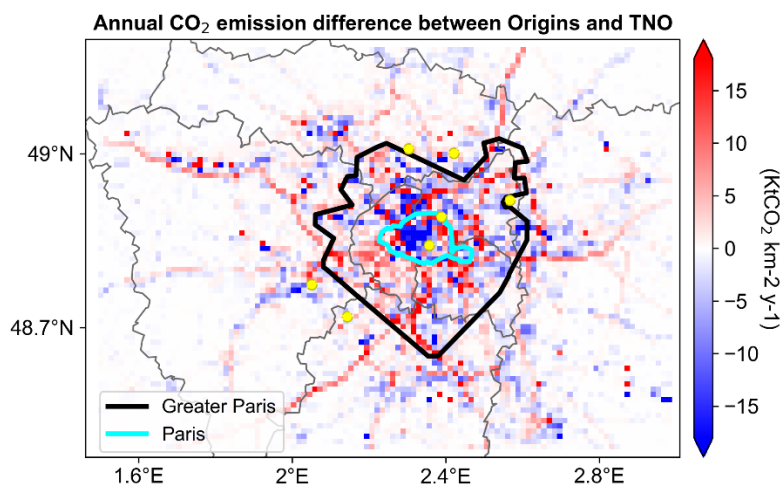 Annual CO₂ emission difference between Origins and TNO
49°N
48.7°N
1.6°E
2°E
2.4°E
2.8°E
Greater Paris
Paris
15
10
5
0
−5
−10
−15
(KtCO₂ km-2 y-1)